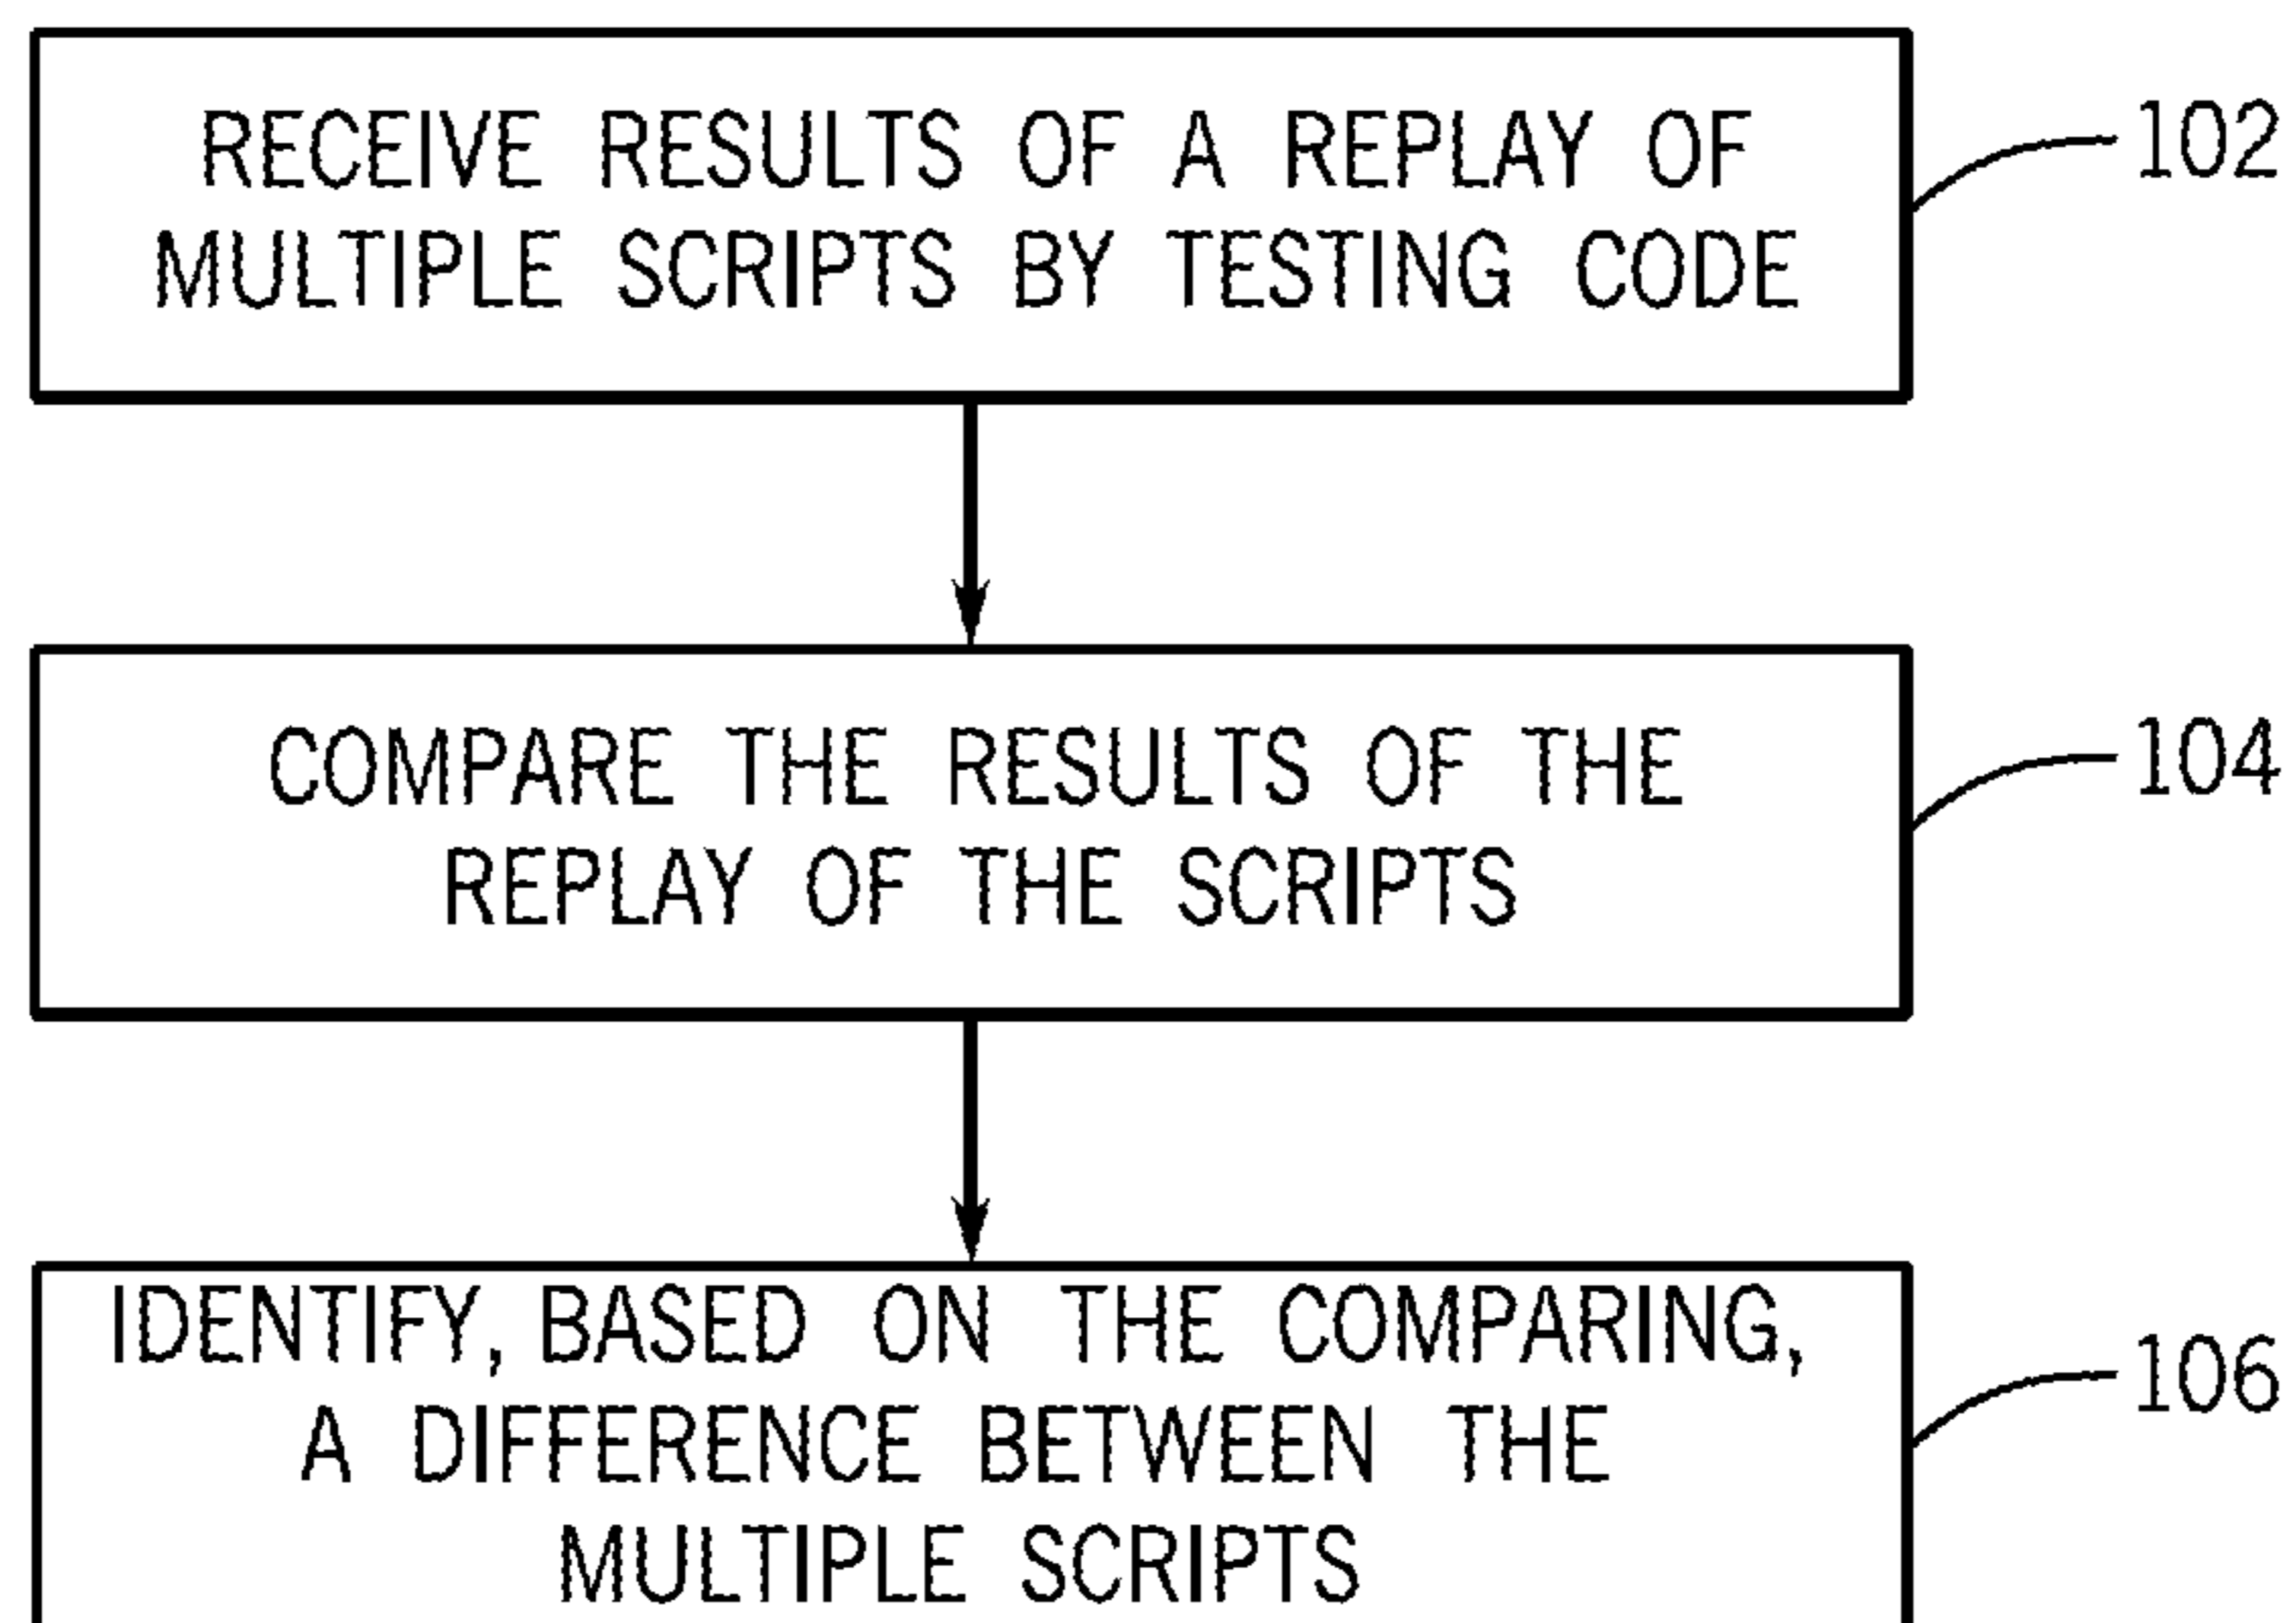 RECEIVE RESULTS OF A REPLAY OF
MULTIPLE SCRIPTS BY TESTING CODE
102
COMPARE THE RESULTS OF THE
REPLAY OF THE SCRIPTS
104
IDENTIFY, BASED ON THE COMPARING,
A DIFFERENCE BETWEEN THE
MULTIPLE SCRIPTS
106